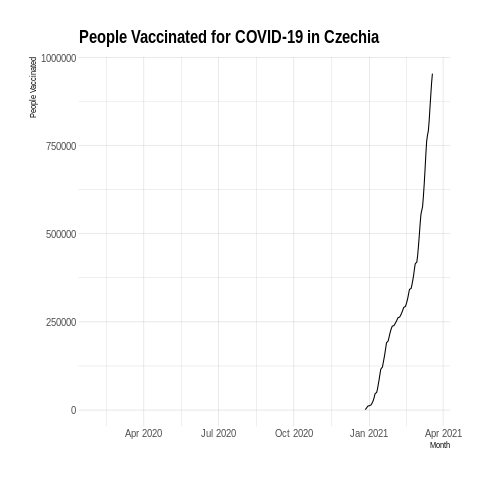 People Vaccinated for COVID-19 in Czechia
People Vaccinated
1000000
750000
500000
250000
0
Apr 2020
Jul 2020
Oct 2020
Jan 2021
Apr 2021
Month